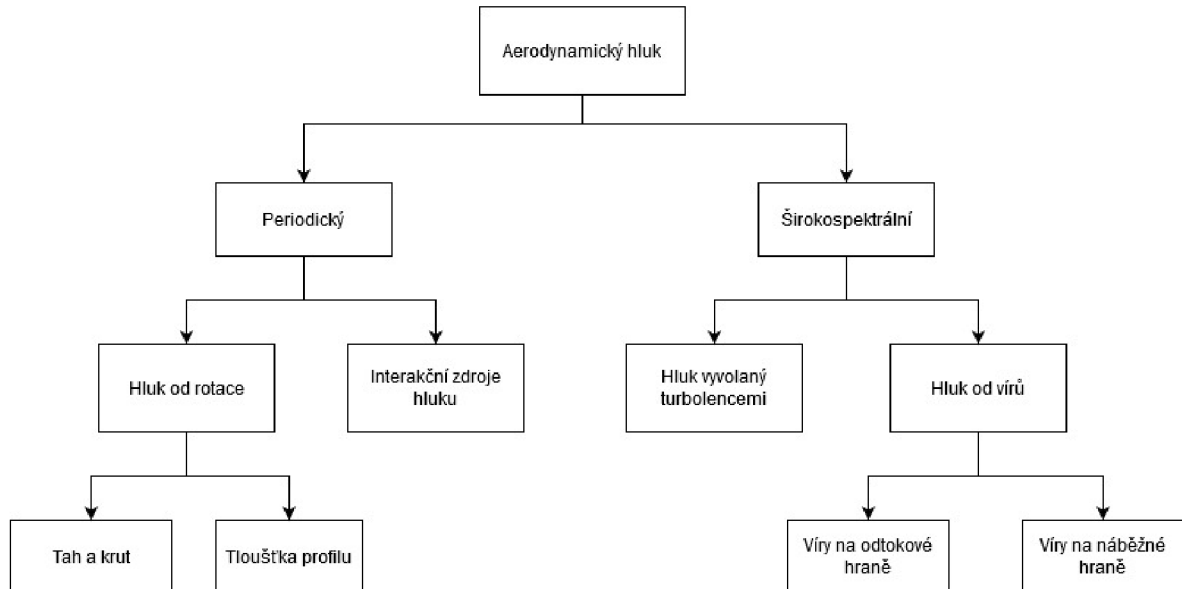 Aerodynamický hluk
Periodický
Širokospektrální
Hluk od rotace
Interakční zdroje
hluku
Hluk vyvolaný
turbolencemi
Hluk od vírů
Tah a krut
Tloušťka profilu
Víry na odtokové
hraně
Víry na náběžné
hraně